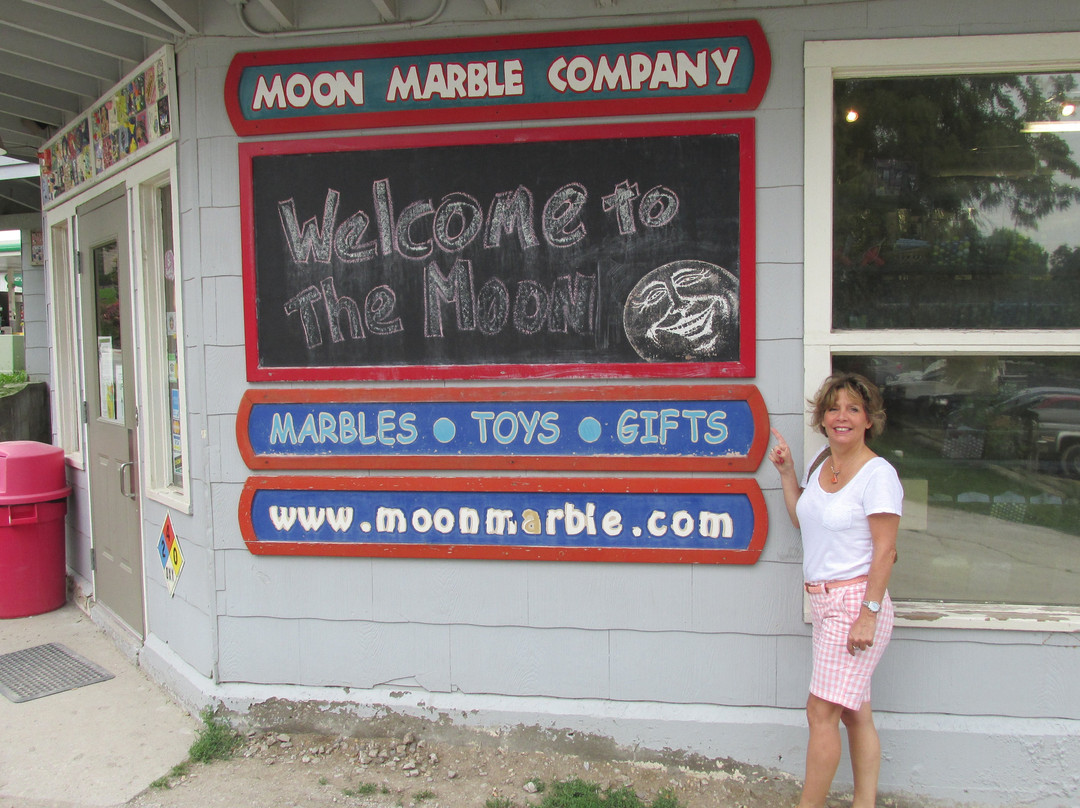 MOON MARBLE COMPANY
Welcome to
The Moon!
MARBLES • TOYS • GIFTS
www.moonmarble.com